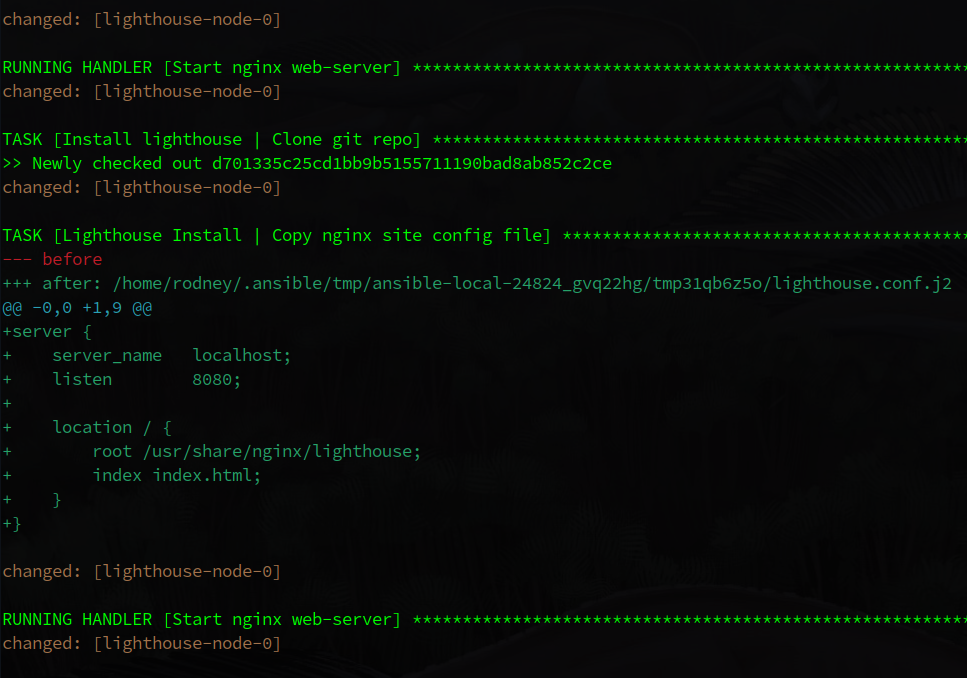 changed: [lighthouse-node-0]
RUNNING HANDLER [Start nginx web-server] ********************************************************
changed: [lighthouse-node-0]
TASK [Install lighthouse | Clone git repo] ******************************************************
>> Newly checked out d701335c25cd1bb9b5155711190bad8ab852c2ce
changed: [lighthouse-node-0]
TASK [Lighthouse Install | Copy nginx site config file] *****************************************
--- before
+++ after: /home/rodney/.ansible/tmp/ansible-local-24824_gvq22hg/tmp31qb6z5o/lighthouse.conf.j2
@@ -0,0 +1,9 @@
+server {
+    server_name   localhost;
+    listen        8080;
+
+    location / {
+        root /usr/share/nginx/lighthouse;
+        index index.html;
+    }
+}
changed: [lighthouse-node-0]
RUNNING HANDLER [Start nginx web-server] ********************************************************
changed: [lighthouse-node-0]